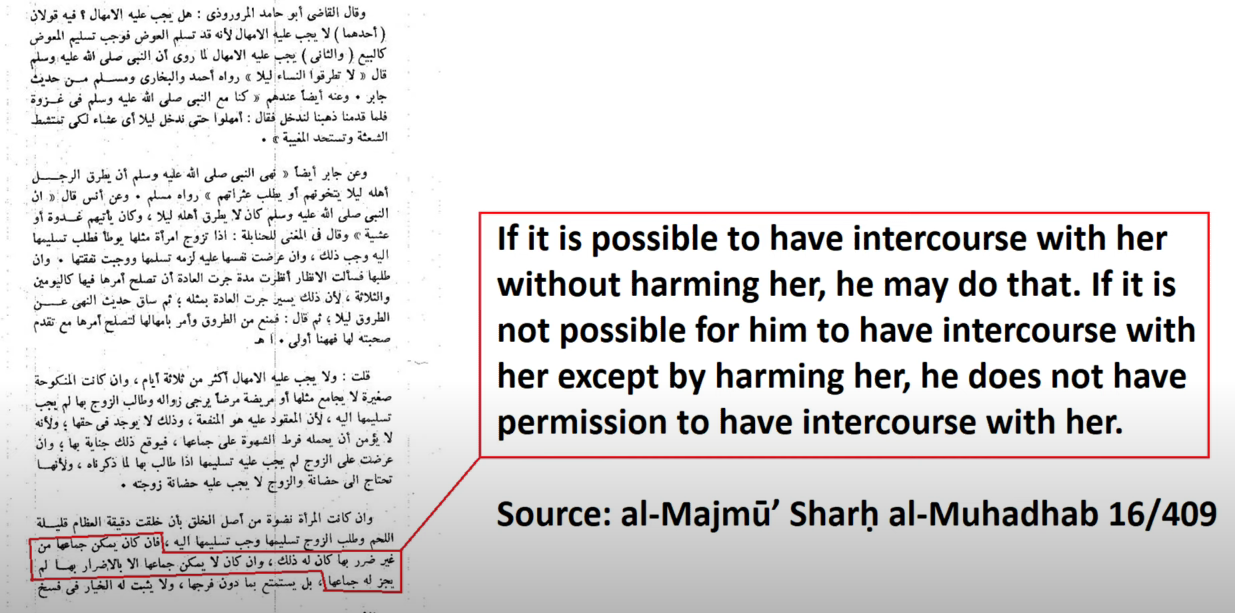 وقال القاضى أبو حامد المروروذى : هل يجب عليه الامهال ؟ فيه قولان
( أحدهما ) لا يجب عليه الامهال لأنه قد تسلم العوض فوجب تسليم المعوض
كالبيع ( والثانى ) يجب عليه الامهال لما روى أن النبى صلى الله عليه وسلم
قال « لا تطرقوا النساء ليلا » رواه أحمد والبخارى ومسلم مـن حديث
جابر • وعنه أيضاً عندهم « كنا مع النبى صلى الله عليه وسلم فى غـزوة
فلما قدمنا ذهبنا لندخل فقال : أمهلوا حتى ندخل ليلا أى عشاء لكى تمتشط
الشعثة وتستحد المغيبة » •
وعن جابر أيضاً « نهى النبى صلى الله عليه وسلم أن يطرق الرجـــل
أهله ليلا يتخونهم أو يطلب عثراتهم » رواه مسلم • وعن أنس قال « ان
النبى صلى الله عليه وسلم كان لا يطرق أهله ليلا ، وكان يأتيهم غـدوة أو
عشية » وقال فى المغنى للحنابلة : اذا تزوج امرأة مثلها يوطأ فطلب تسليمها
اليه وجب ذلك ، وان عرضت نفسها عليه لزمه تسلمها ووجبت نفقتها • وان
طلبها فسألت الانظار أنظرت مدة جرت العادة أن تصلح أمرها فيها كاليومين
والثلاثة ، لأن ذلك يسير جرت العادة بمثله ؛ ثم ساق حديث النهى عـــن
الطروق ليلا ؛ ثم قال : فمنع من الطروق وأمر بامهالها لتصلح أمرها مع تقدم
صحبته لها فههنا أولى • ا هـ
قلت : ولا يجب عليه الامهال أكثر من ثلاثة أيام ، وان كانت المنكوحة
صغيرة لا يجامع مثلها أو مريضة مرضاً يرجى زواله وطالب الزوج بها لم يجب
تسليمها اليه ، لأن المعقود عليه هو المنفعة ، وذلك لا يوجد فى حقها ؛ ولأنه
لا يؤمن أن يحمله فرط الشهوة على جماعها ، فيوقع ذلك جناية بها ؛ وان
عرضت على الزوج لم يجب عليه تسليمها اذا طالب بها لما ذكرناه ، ولأنهـا
تحتاج الى حضانة والزوج لا يجب عليه حضانة زوجته •
وان كانت المرأة نضوة من أصل الخلق بأن خلقت دقيقة العظام قليـلة
اللحم وطلب الزوج تسليمها وجب تسليمها اليه ، فان كان يمكن جماعها من
غير ضرر بها كان له ذلك ، وان كان لا يمكن جماعها الا بالاضرار بهـا لم
يجز له جماعها ، بل يستمتع بما دون فرجها ، ولا يثبت له الخيار فى فسخ
If it is possible to have intercourse with her
without harming her, he may do that. If it is
not possible for him to have intercourse with
her except by harming her, he does not have
permission to have intercourse with her.
Source: al-Majmū’ Sharḥ al-Muhadhab 16/409